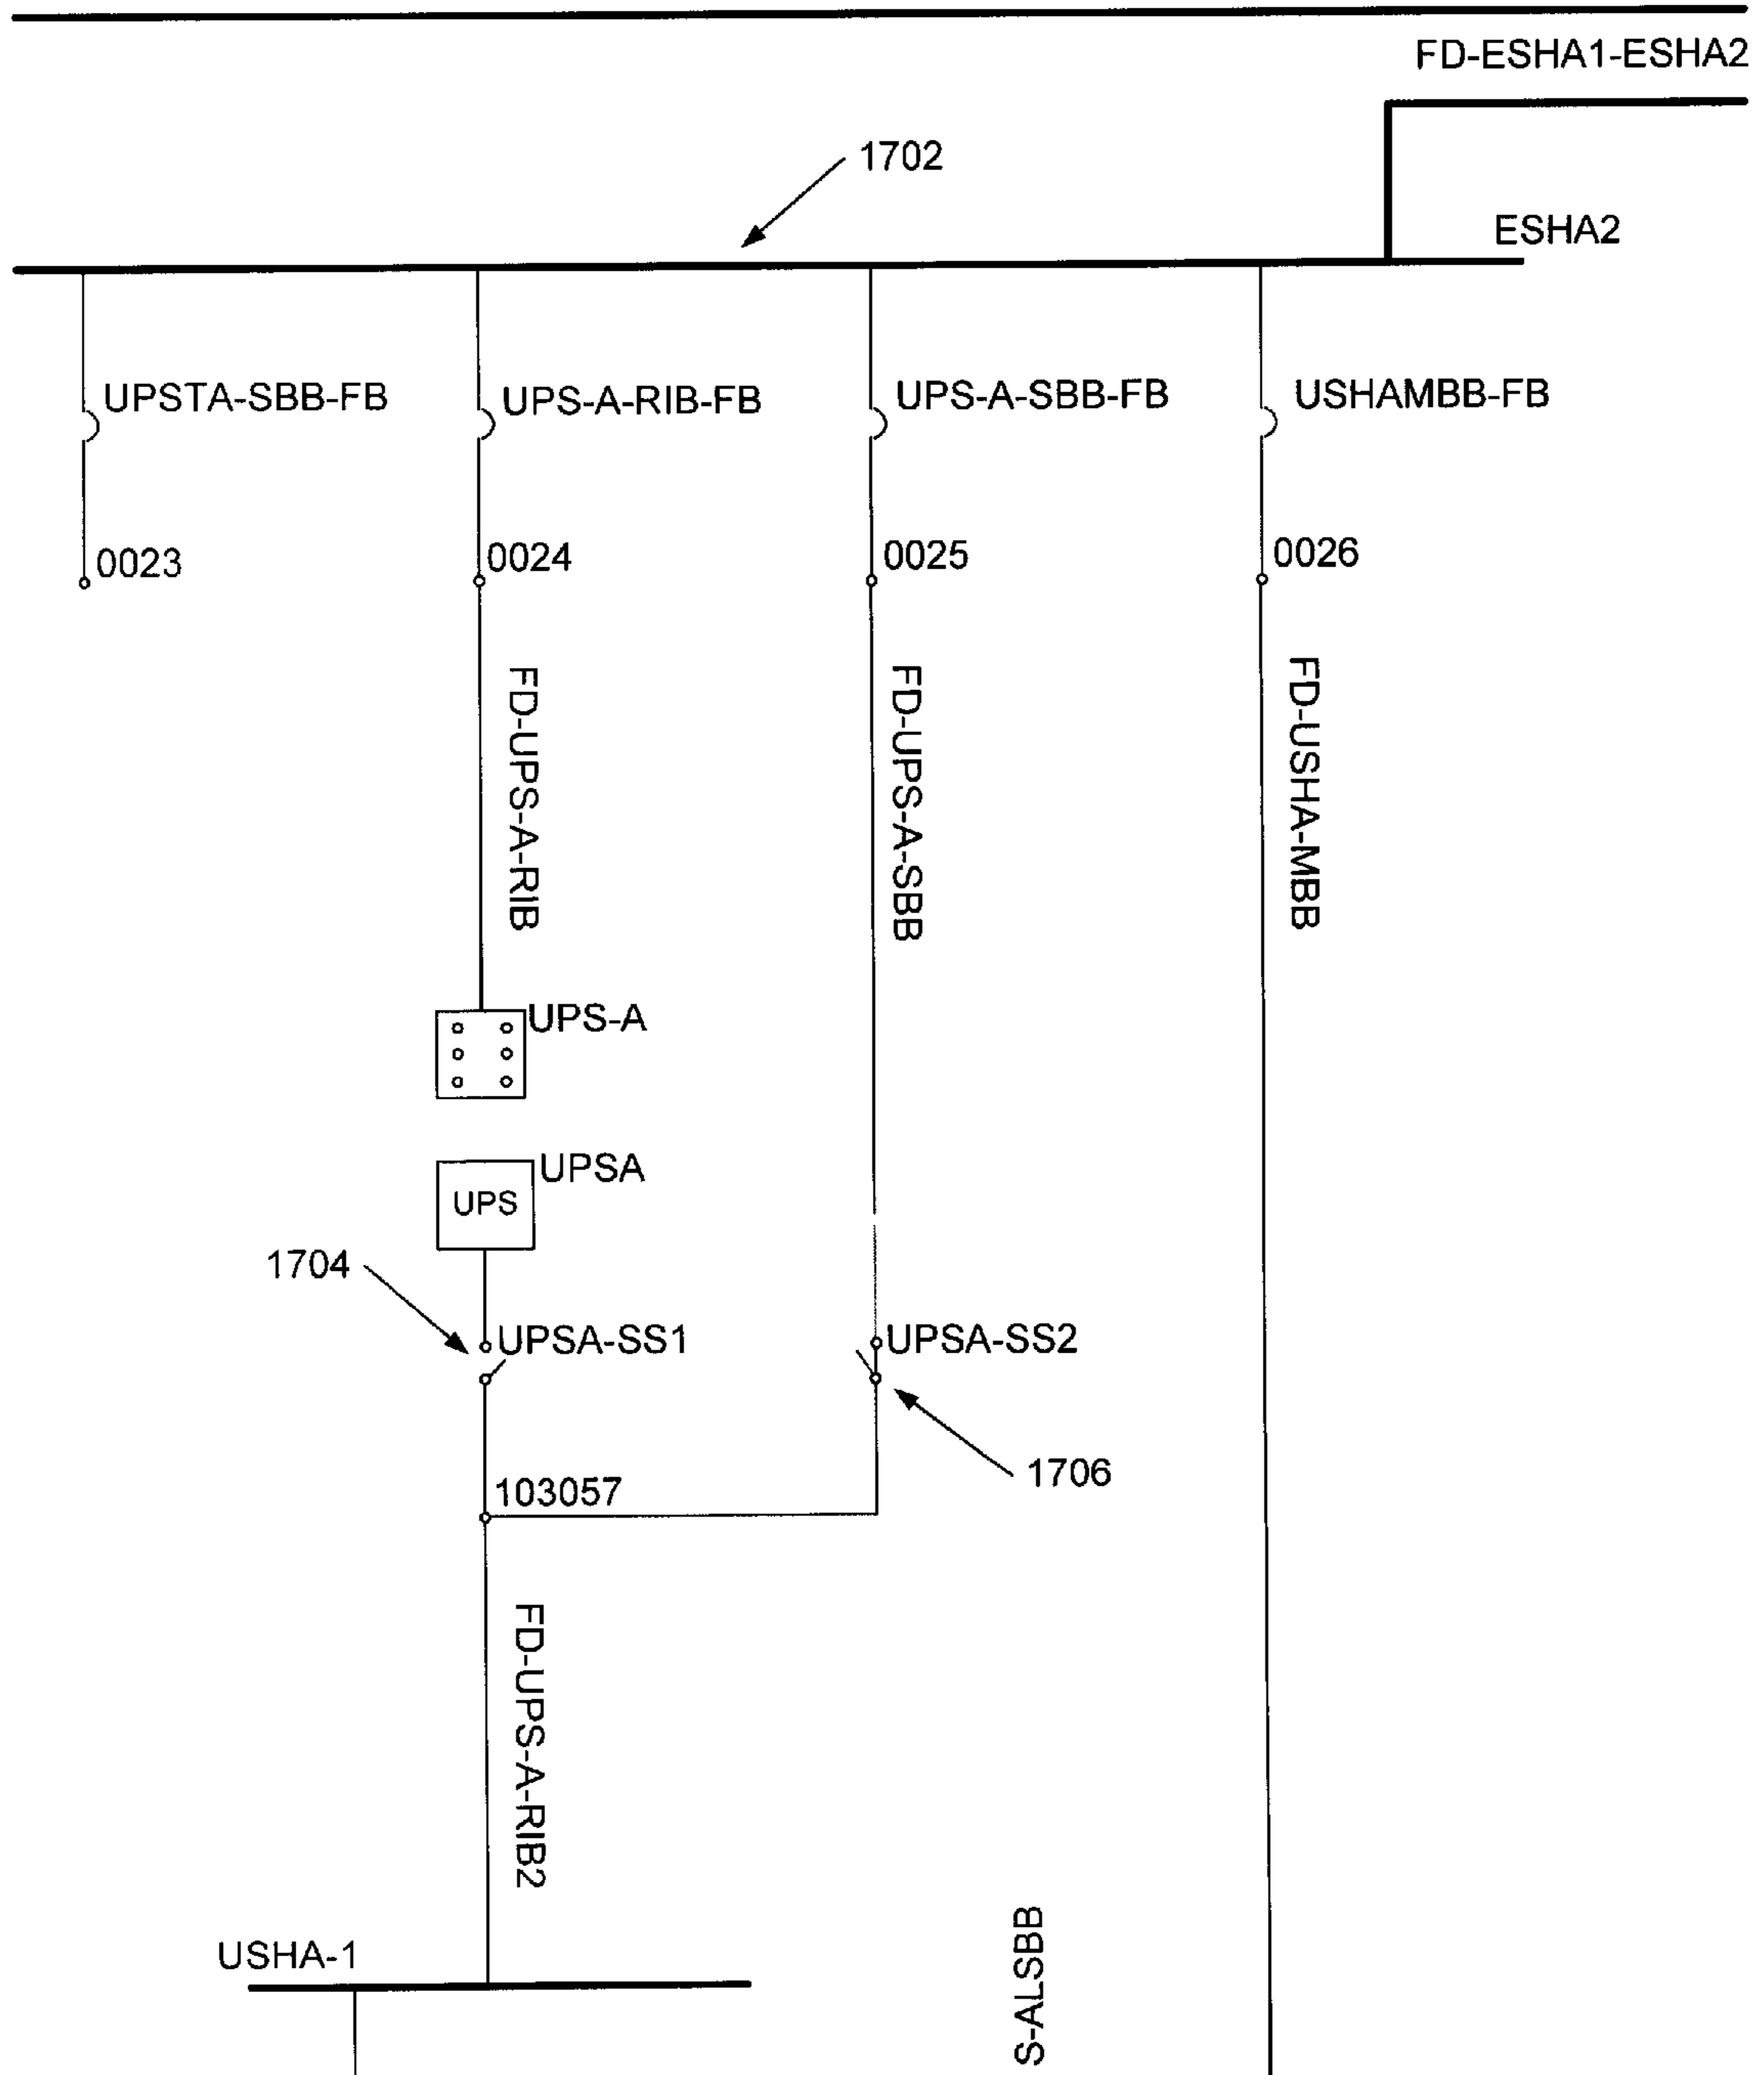 FD-ESHA1-ESHA2
1702
ESHA2
UPSTA-SBB-FB
UPS-A-RIB-FB
UPS-A-SBB-FB
USHAMBB-FB
0023
0024
0025
0026
FD-UPS-A-RIB
FD-UPS-A-SBB
FD-USHA-MBB
UPS-A
UPSA
UPS
1704
UPSA-SS1
UPSA-SS2
1706
103057
FD-UPS-A-RIB2
USHA-1
S-ALSBB